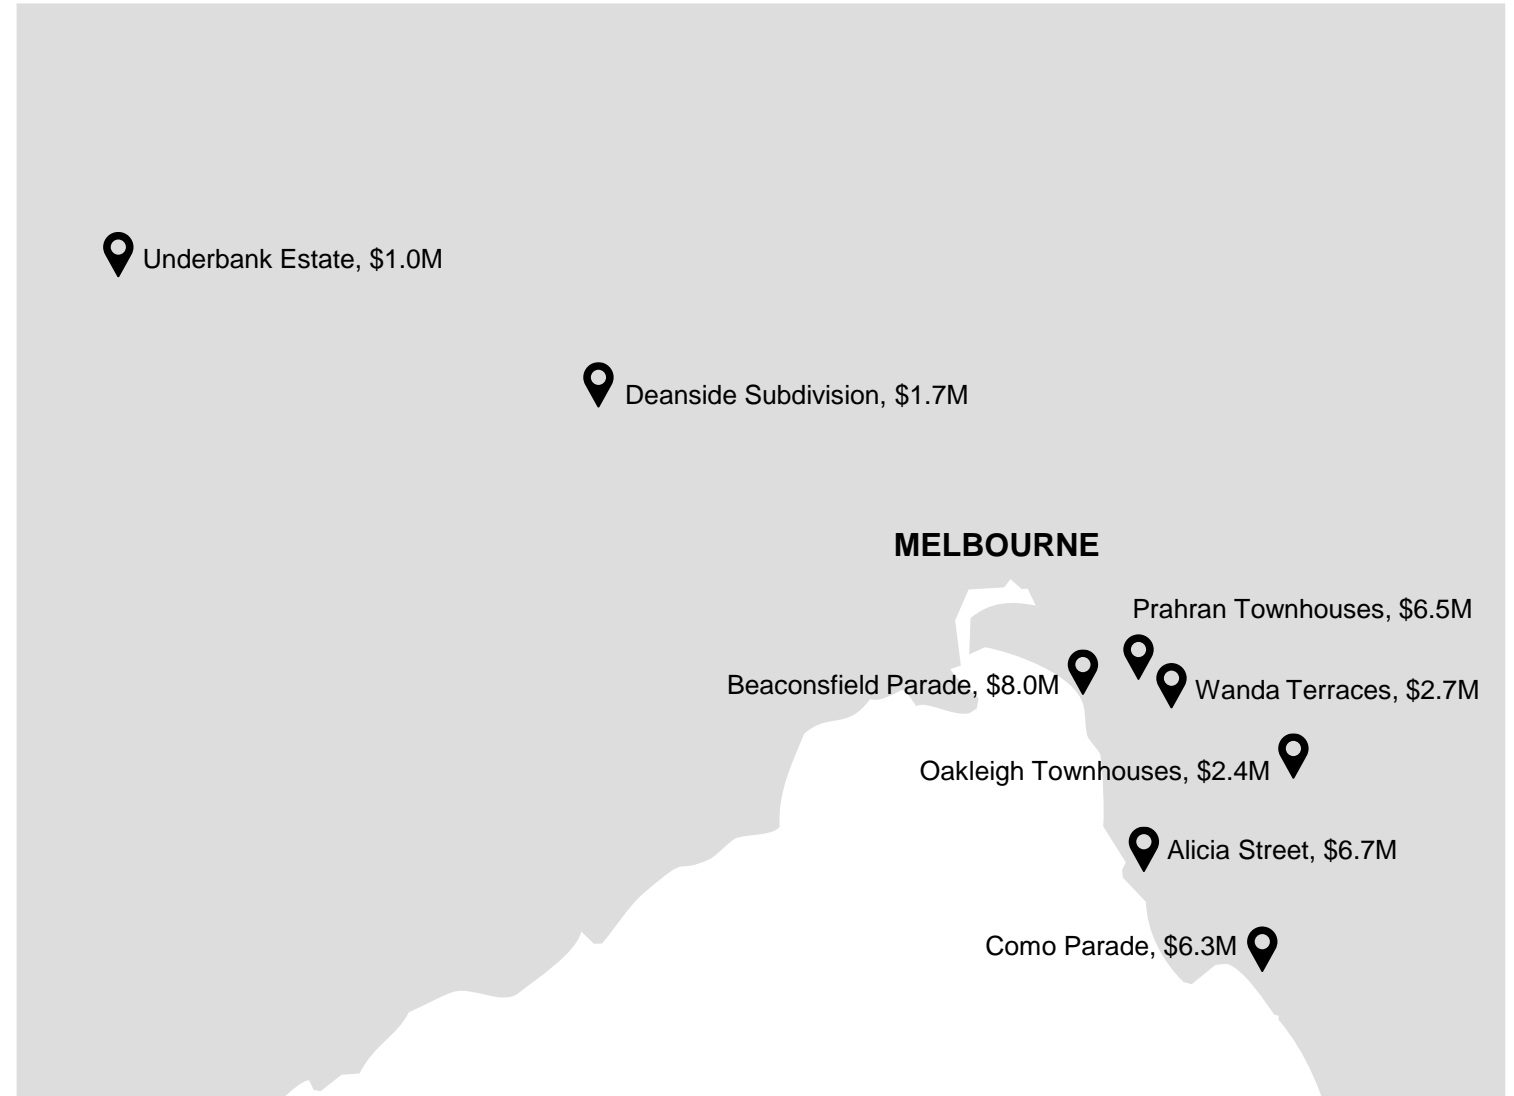 Underbank Estate, $1.0M
Deanside Subdivision, $1.7M
MELBOURNE
Prahran Townhouses, $6.5M
Beaconsfield Parade, $8.0M
Wanda Terraces, $2.7M
Oakleigh Townhouses, $2.4M
Alicia Street, $6.7M
Como Parade, $6.3M